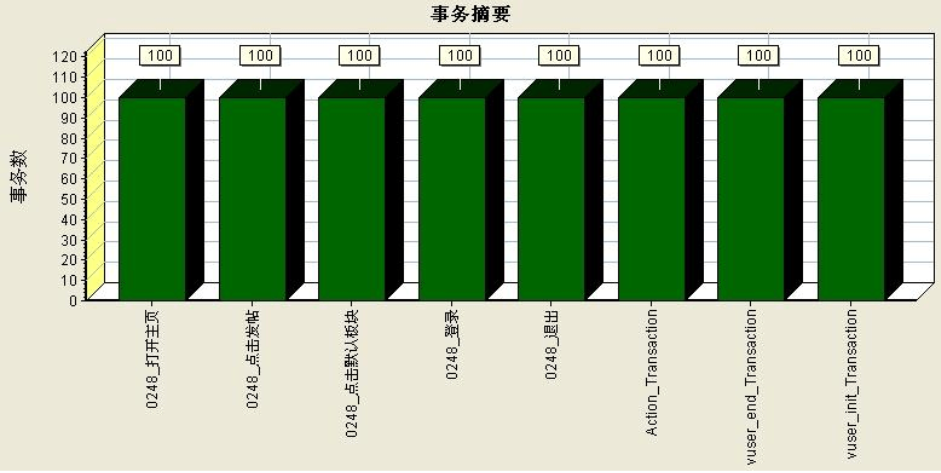 事务摘要
100 100 100 100 100 100 100 100
120
110
100
90
80
70
60
50
40
30
20
10
0
事务数
0248_打开主页
0248_点击发帖
0248_点击默认板块
0248_登录
0248_退出
Action_Transaction
vuser_end_Transaction
vuser_init_Transaction